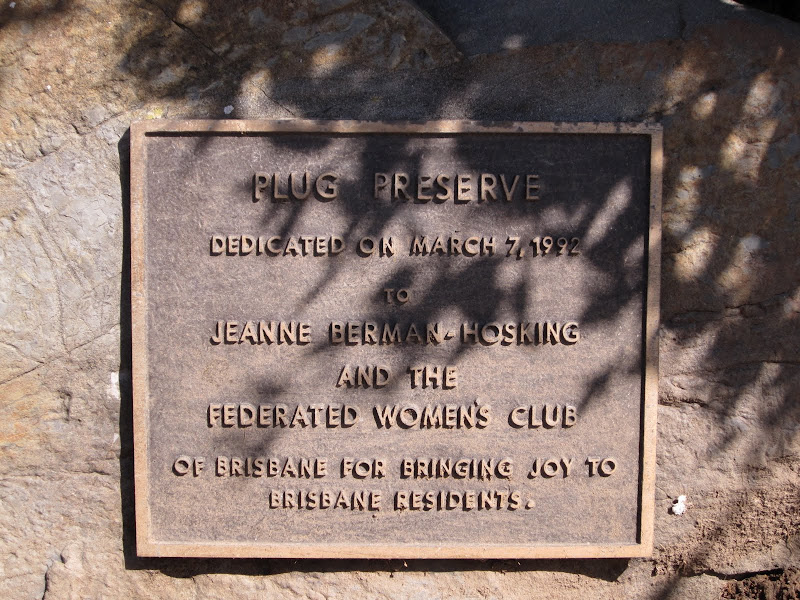 PLUG PRESERVE
DEDICATED ON MARCH 7, 1992
TO
JEANNE BERMAN-HOSKING
AND THE
FEDERATED WOMEN'S CLUB
OF BRISBANE FOR BRINGING JOY TO
BRISBANE RESIDENTS.